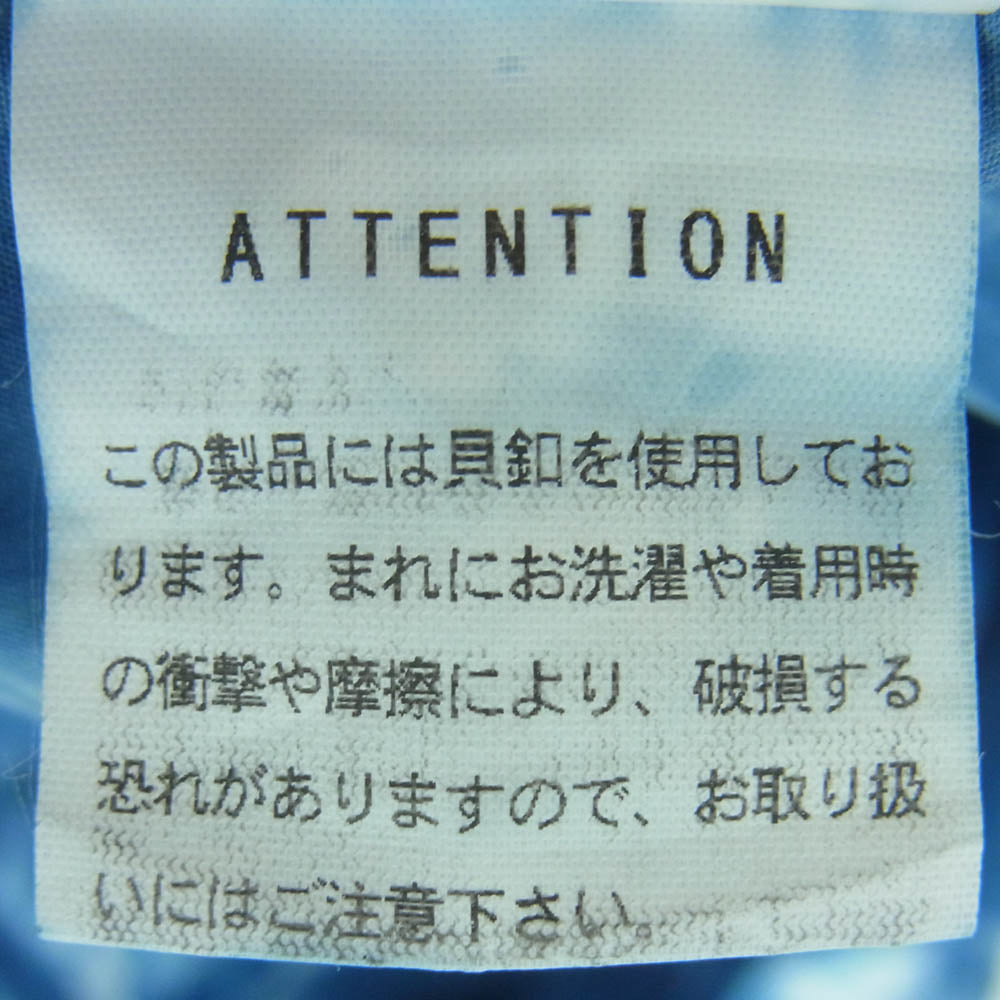 ATTENTION
この製品には貝釦を使用してお
ります。まれにお洗濯や着用時
の衝撃や摩擦により、破損する
恐れがありますので、お取り扱
いにはご注意下さい。